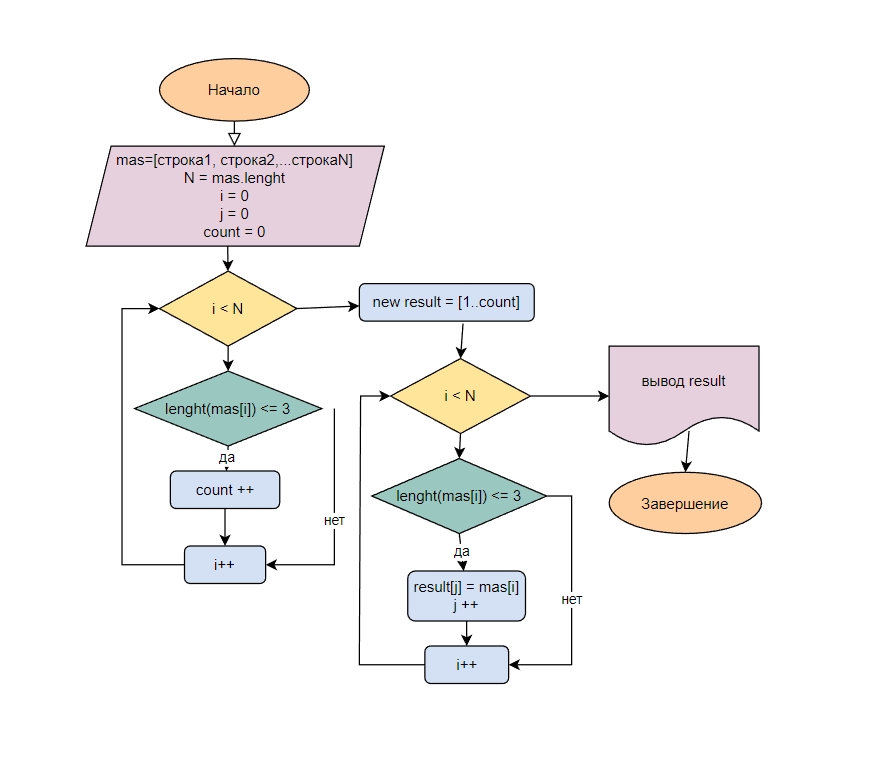 Начало
mas=[строка1, строка2,...строкаN]
N = mas.lenght
i = 0
j = 0
count = 0
i < N
new result = [1..count]
lenght(mas[i]) <= 3
да
count ++
нет
i++
i < N
вывод result
lenght(mas[i]) <= 3
Завершение
да
result[j] = mas[i]
j ++
нет
i++